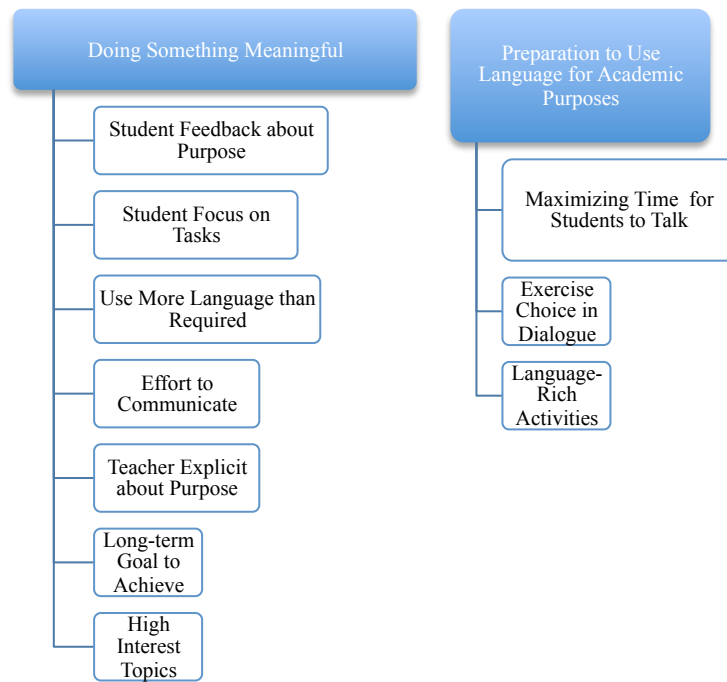 Doing Something Meaningful
Student Feedback about
Purpose
Student Focus on
Tasks
Use More Language than
Required
Effort to
Communicate
Teacher Explicit
about Purpose
Long-term
Goal to
Achieve
High
Interest
Topics
Preparation to Use
Language for Academic
Purposes
Maximizing Time for
Students to Talk
Exercise
Choice in
Dialogue
Language-
Rich
Activities